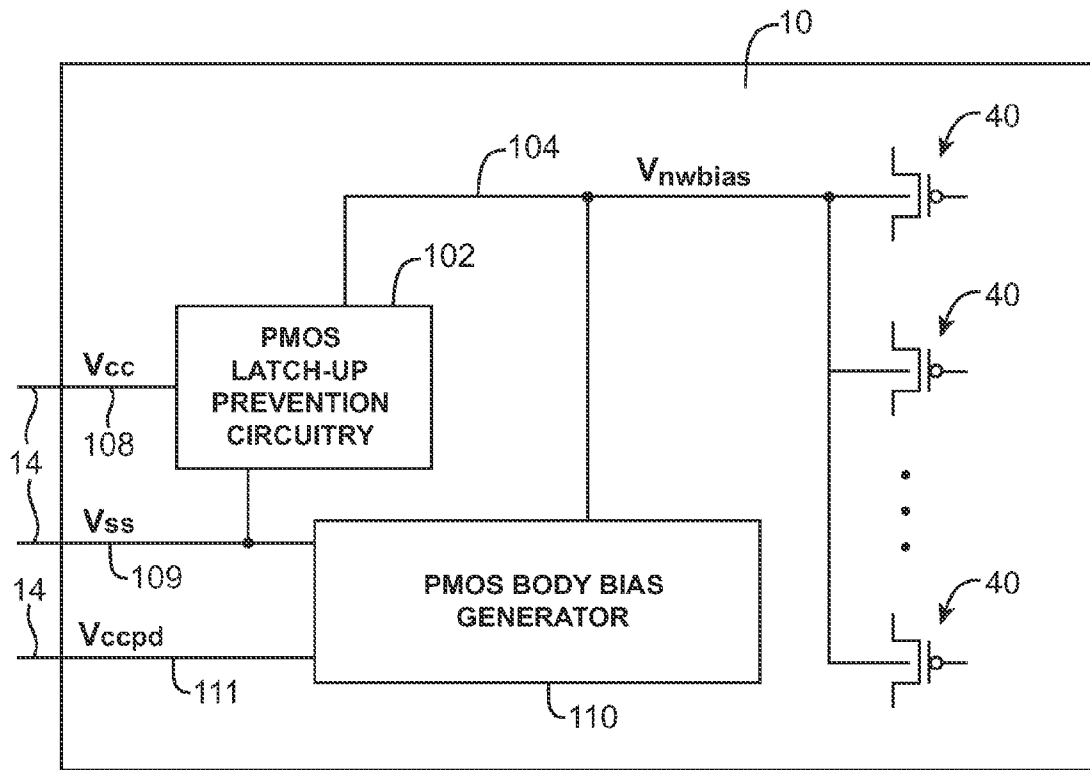 10
40
104
Vnwbias
102
40
PMOS
LATCH-UP
PREVENTION
CIRCUITRY
Vcc
108
14
Vss
109
PMOS BODY BIAS
GENERATOR
14
Vccpd
111
110
40